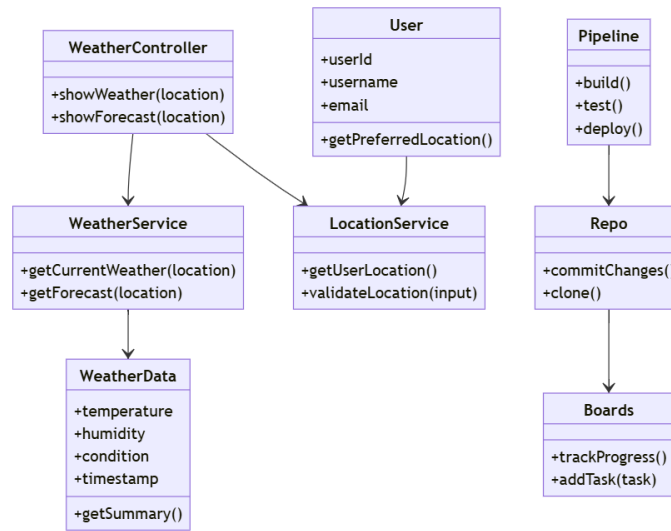 WeatherController
+showWeather(location)
+showForecast(location)
User
+userId
+username
+email
+getPreferredLocation()
Pipeline
+build()
+test()
+deploy()
WeatherService
+getCurrentWeather(location)
+getForecast(location)
LocationService
+getUserLocation()
+validateLocation(input)
Repo
+commitChanges()
+clone()
WeatherData
+temperature
+humidity
+condition
+timestamp
+getSummary()
Boards
+trackProgress()
+addTask(task)